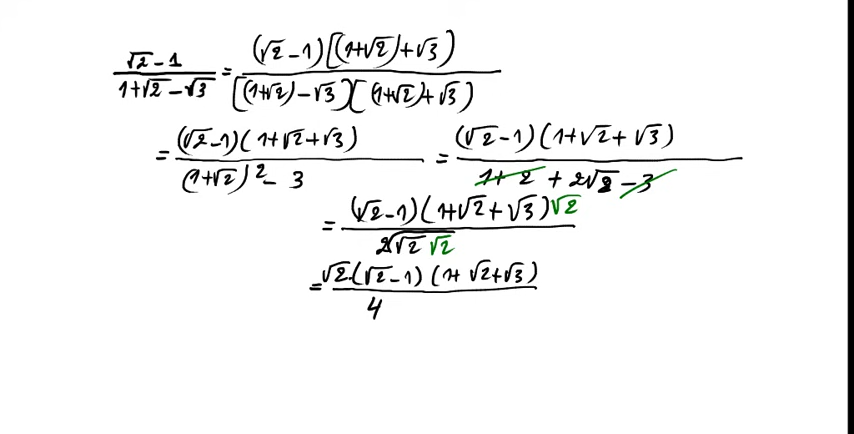 (√2-1)/(1+√2-√3) = (√2-1)[(1+√2)+√3] / [(1+√2)-√3][(1+√2)+√3]
= (√2-1)(1+√2+√3) / (1+√2)² - 3 = (√2-1)(1+√2+√3) / 1+2+2√2-3
= (√2-1)(1+√2+√3)√2 / 2√2√2
= √2·(√2-1)(1+√2+√3) / 4